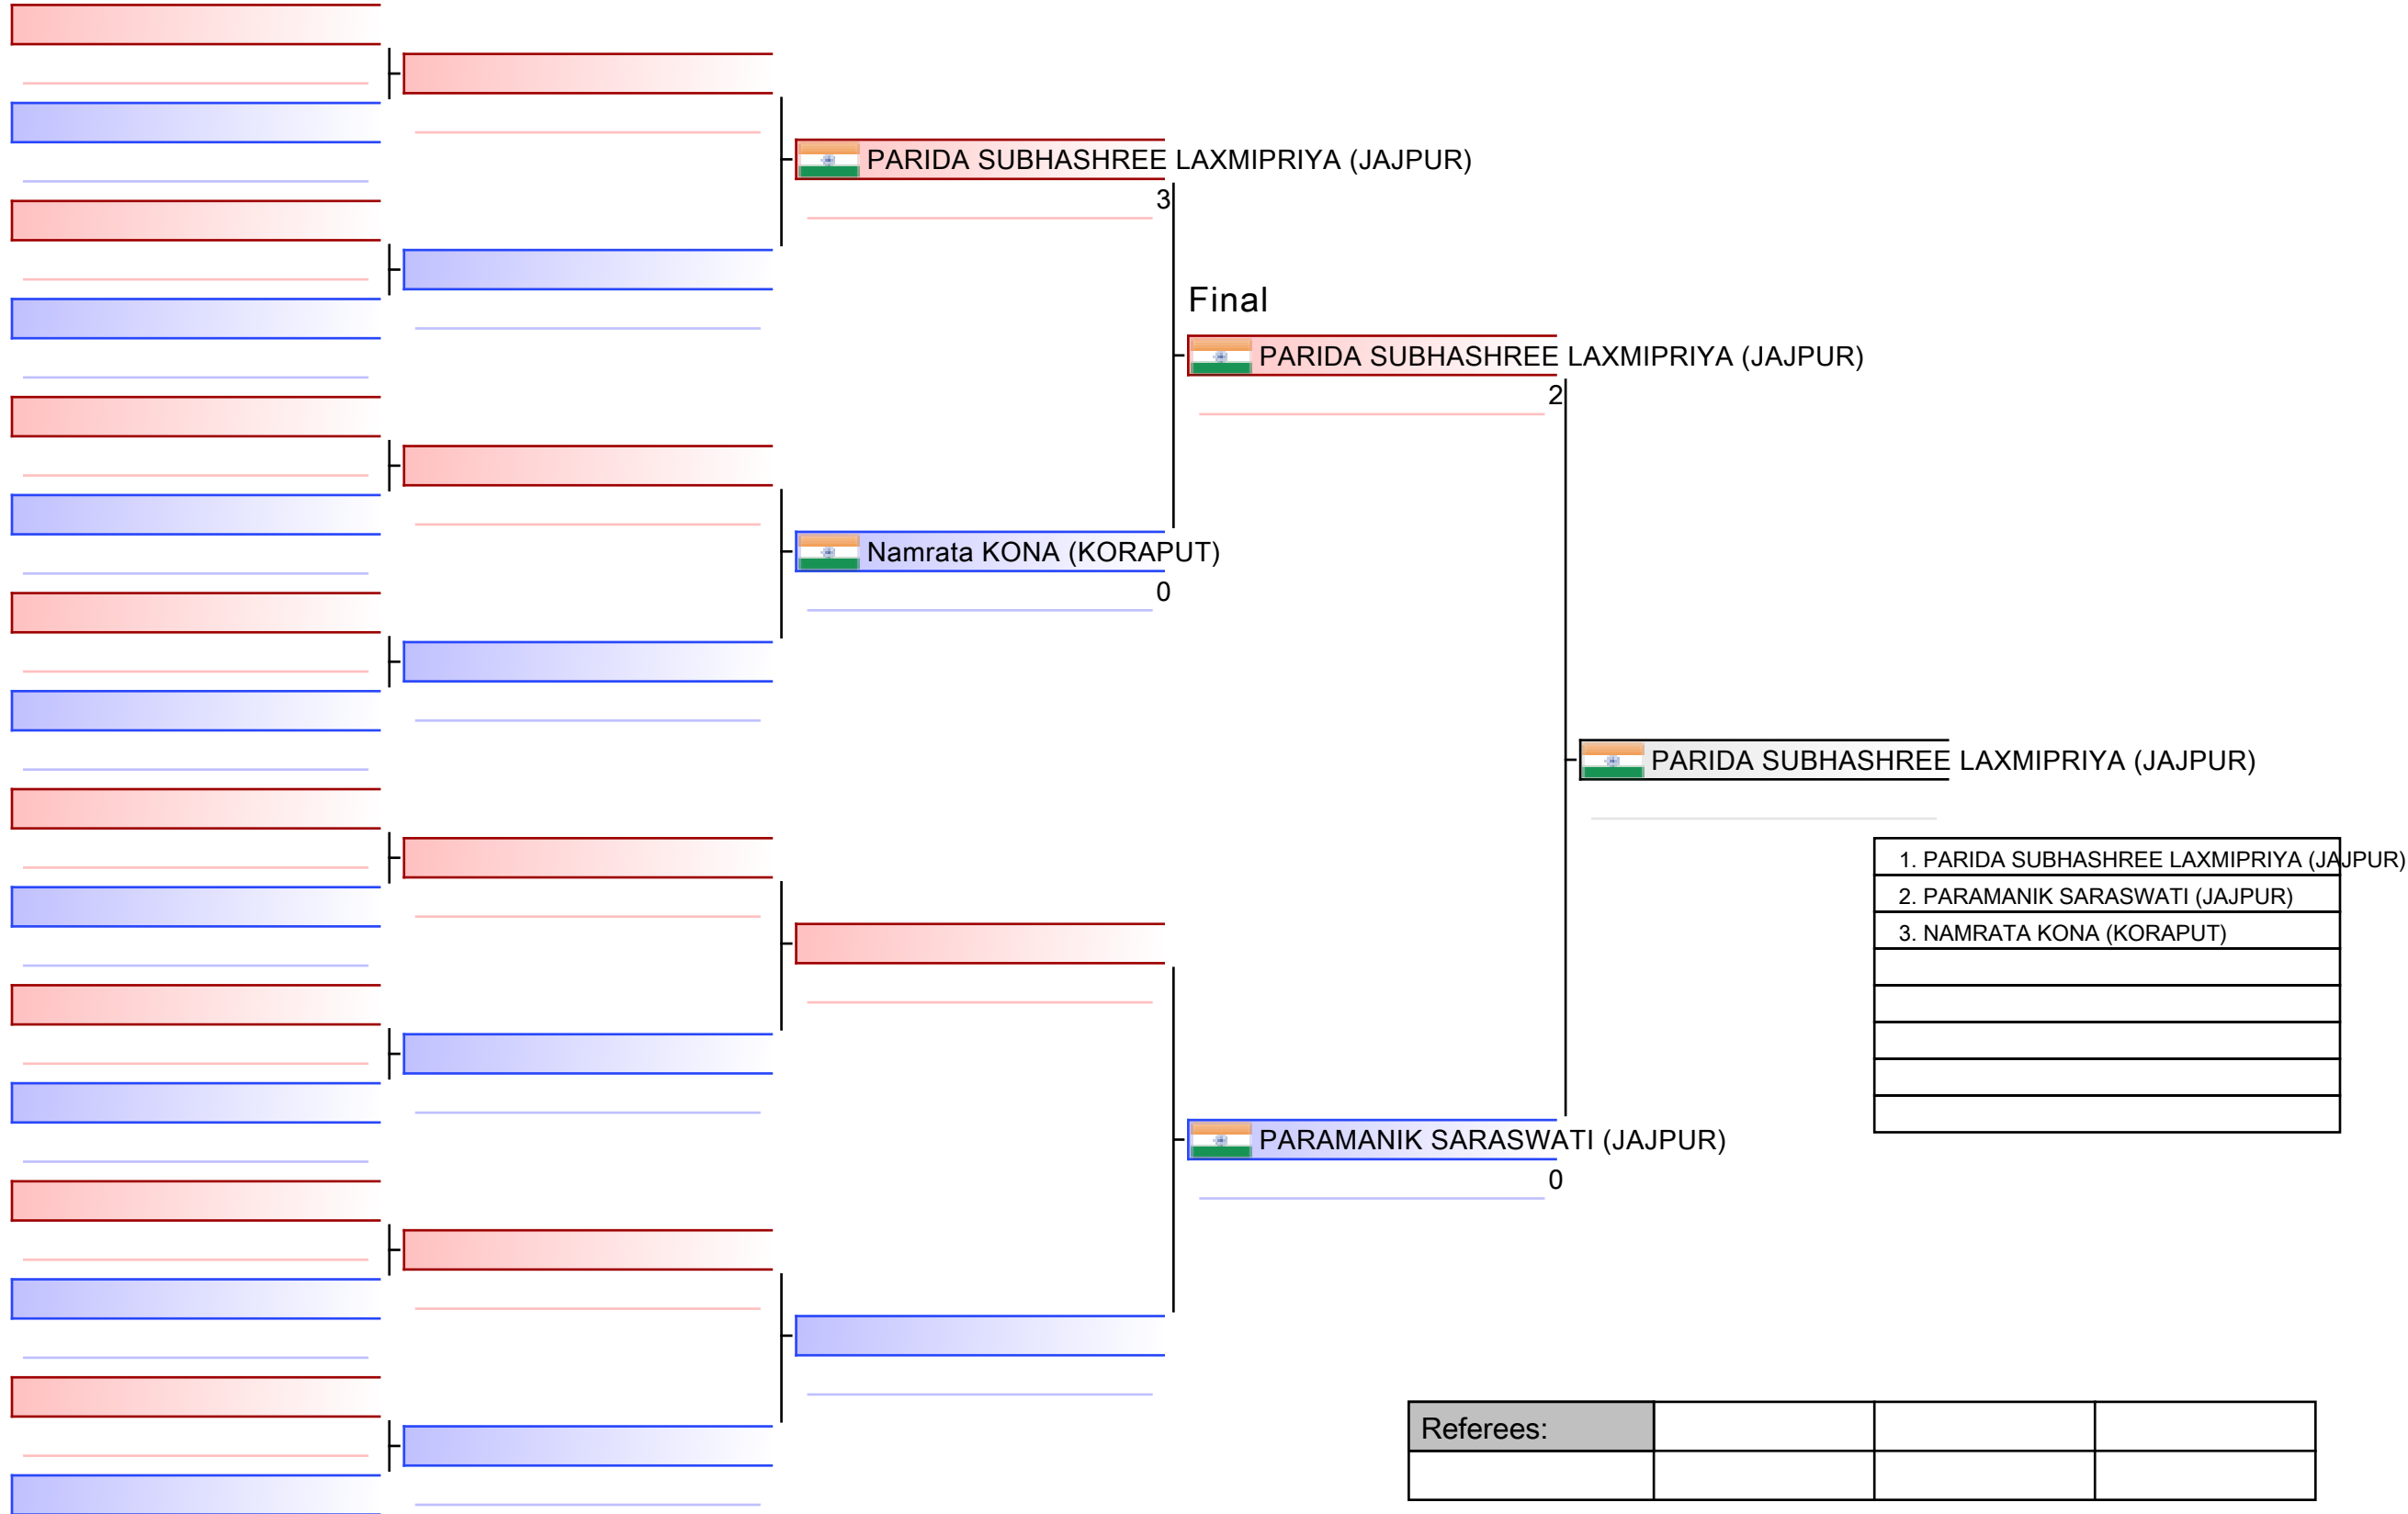 PARIDA SUBHASHREE LAXMIPRIYA (JAJPUR)
3
Final
PARIDA SUBHASHREE LAXMIPRIYA (JAJPUR)
2
Namrata KONA (KORAPUT)
0
PARIDA SUBHASHREE LAXMIPRIYA (JAJPUR)
1. PARIDA SUBHASHREE LAXMIPRIYA (JAJPUR)
2. PARAMANIK SARASWATI (JAJPUR)
3. NAMRATA KONA (KORAPUT)
PARAMANIK SARASWATI (JAJPUR)
0
Referees: